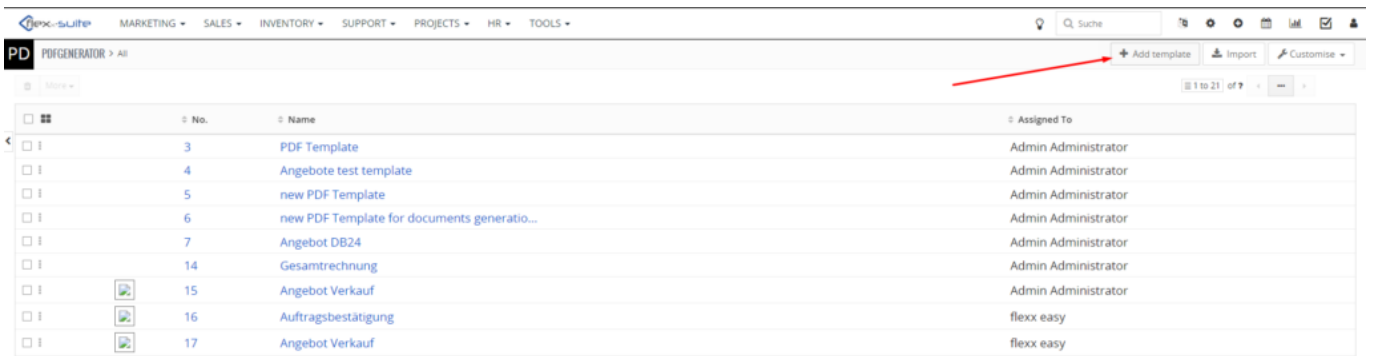 flexx-suite MARKETING SALES INVENTORY SUPPORT PROJECTS HR TOOLS Suche
PD PDFGENERATOR > All + Add template Import Customise
More 1 to 21 of ?
No. Name Assigned To
3 PDF Template Admin Administrator
4 Angebote test template Admin Administrator
5 new PDF Template Admin Administrator
6 new PDF Template for documents generatio... Admin Administrator
7 Angebot DB24 Admin Administrator
14 Gesamtrechnung Admin Administrator
15 Angebot Verkauf Admin Administrator
16 Auftragsbestätigung flexx easy
17 Angebot Verkauf flexx easy